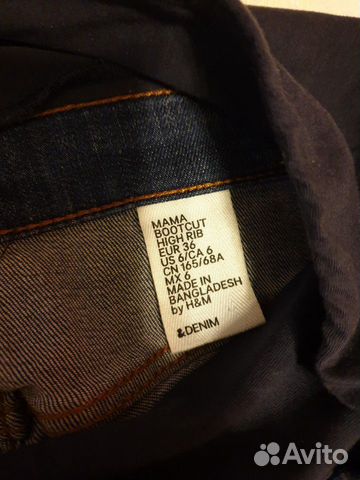 MAMA
BOOTCUT
HIGH RIB
EUR 36
US 6/CA 6
CN 165/68A
MX 6
MADE IN
BANGLADESH
by H&M
&DENIM
Avito